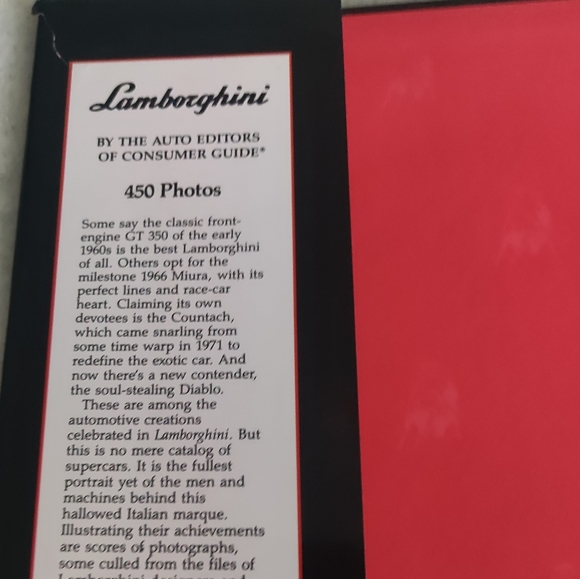 Lamborghini
BY THE AUTO EDITORS
OF CONSUMER GUIDE®
450 Photos
Some say the classic front-
engine GT 350 of the early
1960s is the best Lamborghini
of all. Others opt for the
milestone 1966 Miura, with its
perfect lines and race-car
heart. Claiming its own
devotees is the Countach,
which came snarling from
some time warp in 1971 to
redefine the exotic car. And
now there's a new contender,
the soul-stealing Diablo.
These are among the
automotive creations
celebrated in Lamborghini. But
this is no mere catalog of
supercars. It is the fullest
portrait yet of the men and
machines behind this
hallowed Italian marque.
Illustrating their achievements
are scores of photographs,
some culled from the files of
Lamborghini designers and